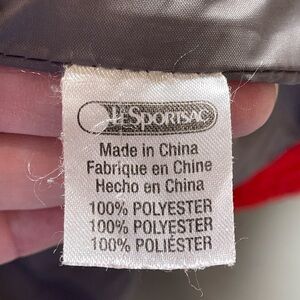 LeSportsac
Made in China
Fabrique en Chine
Hecho en China
100% POLYESTER
100% POLYESTER
100% POLIÉSTER